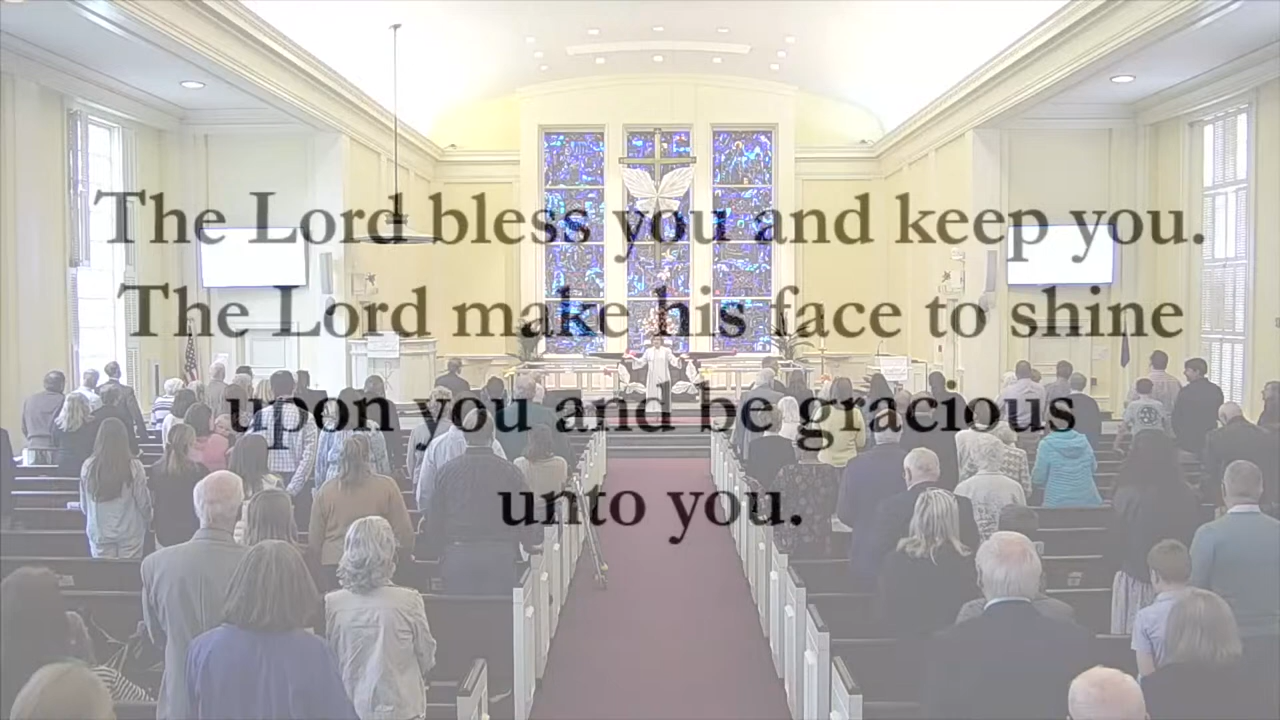 The Lord bless you and keep you.
The Lord make his face to shine
upon you and be gracious
unto you.